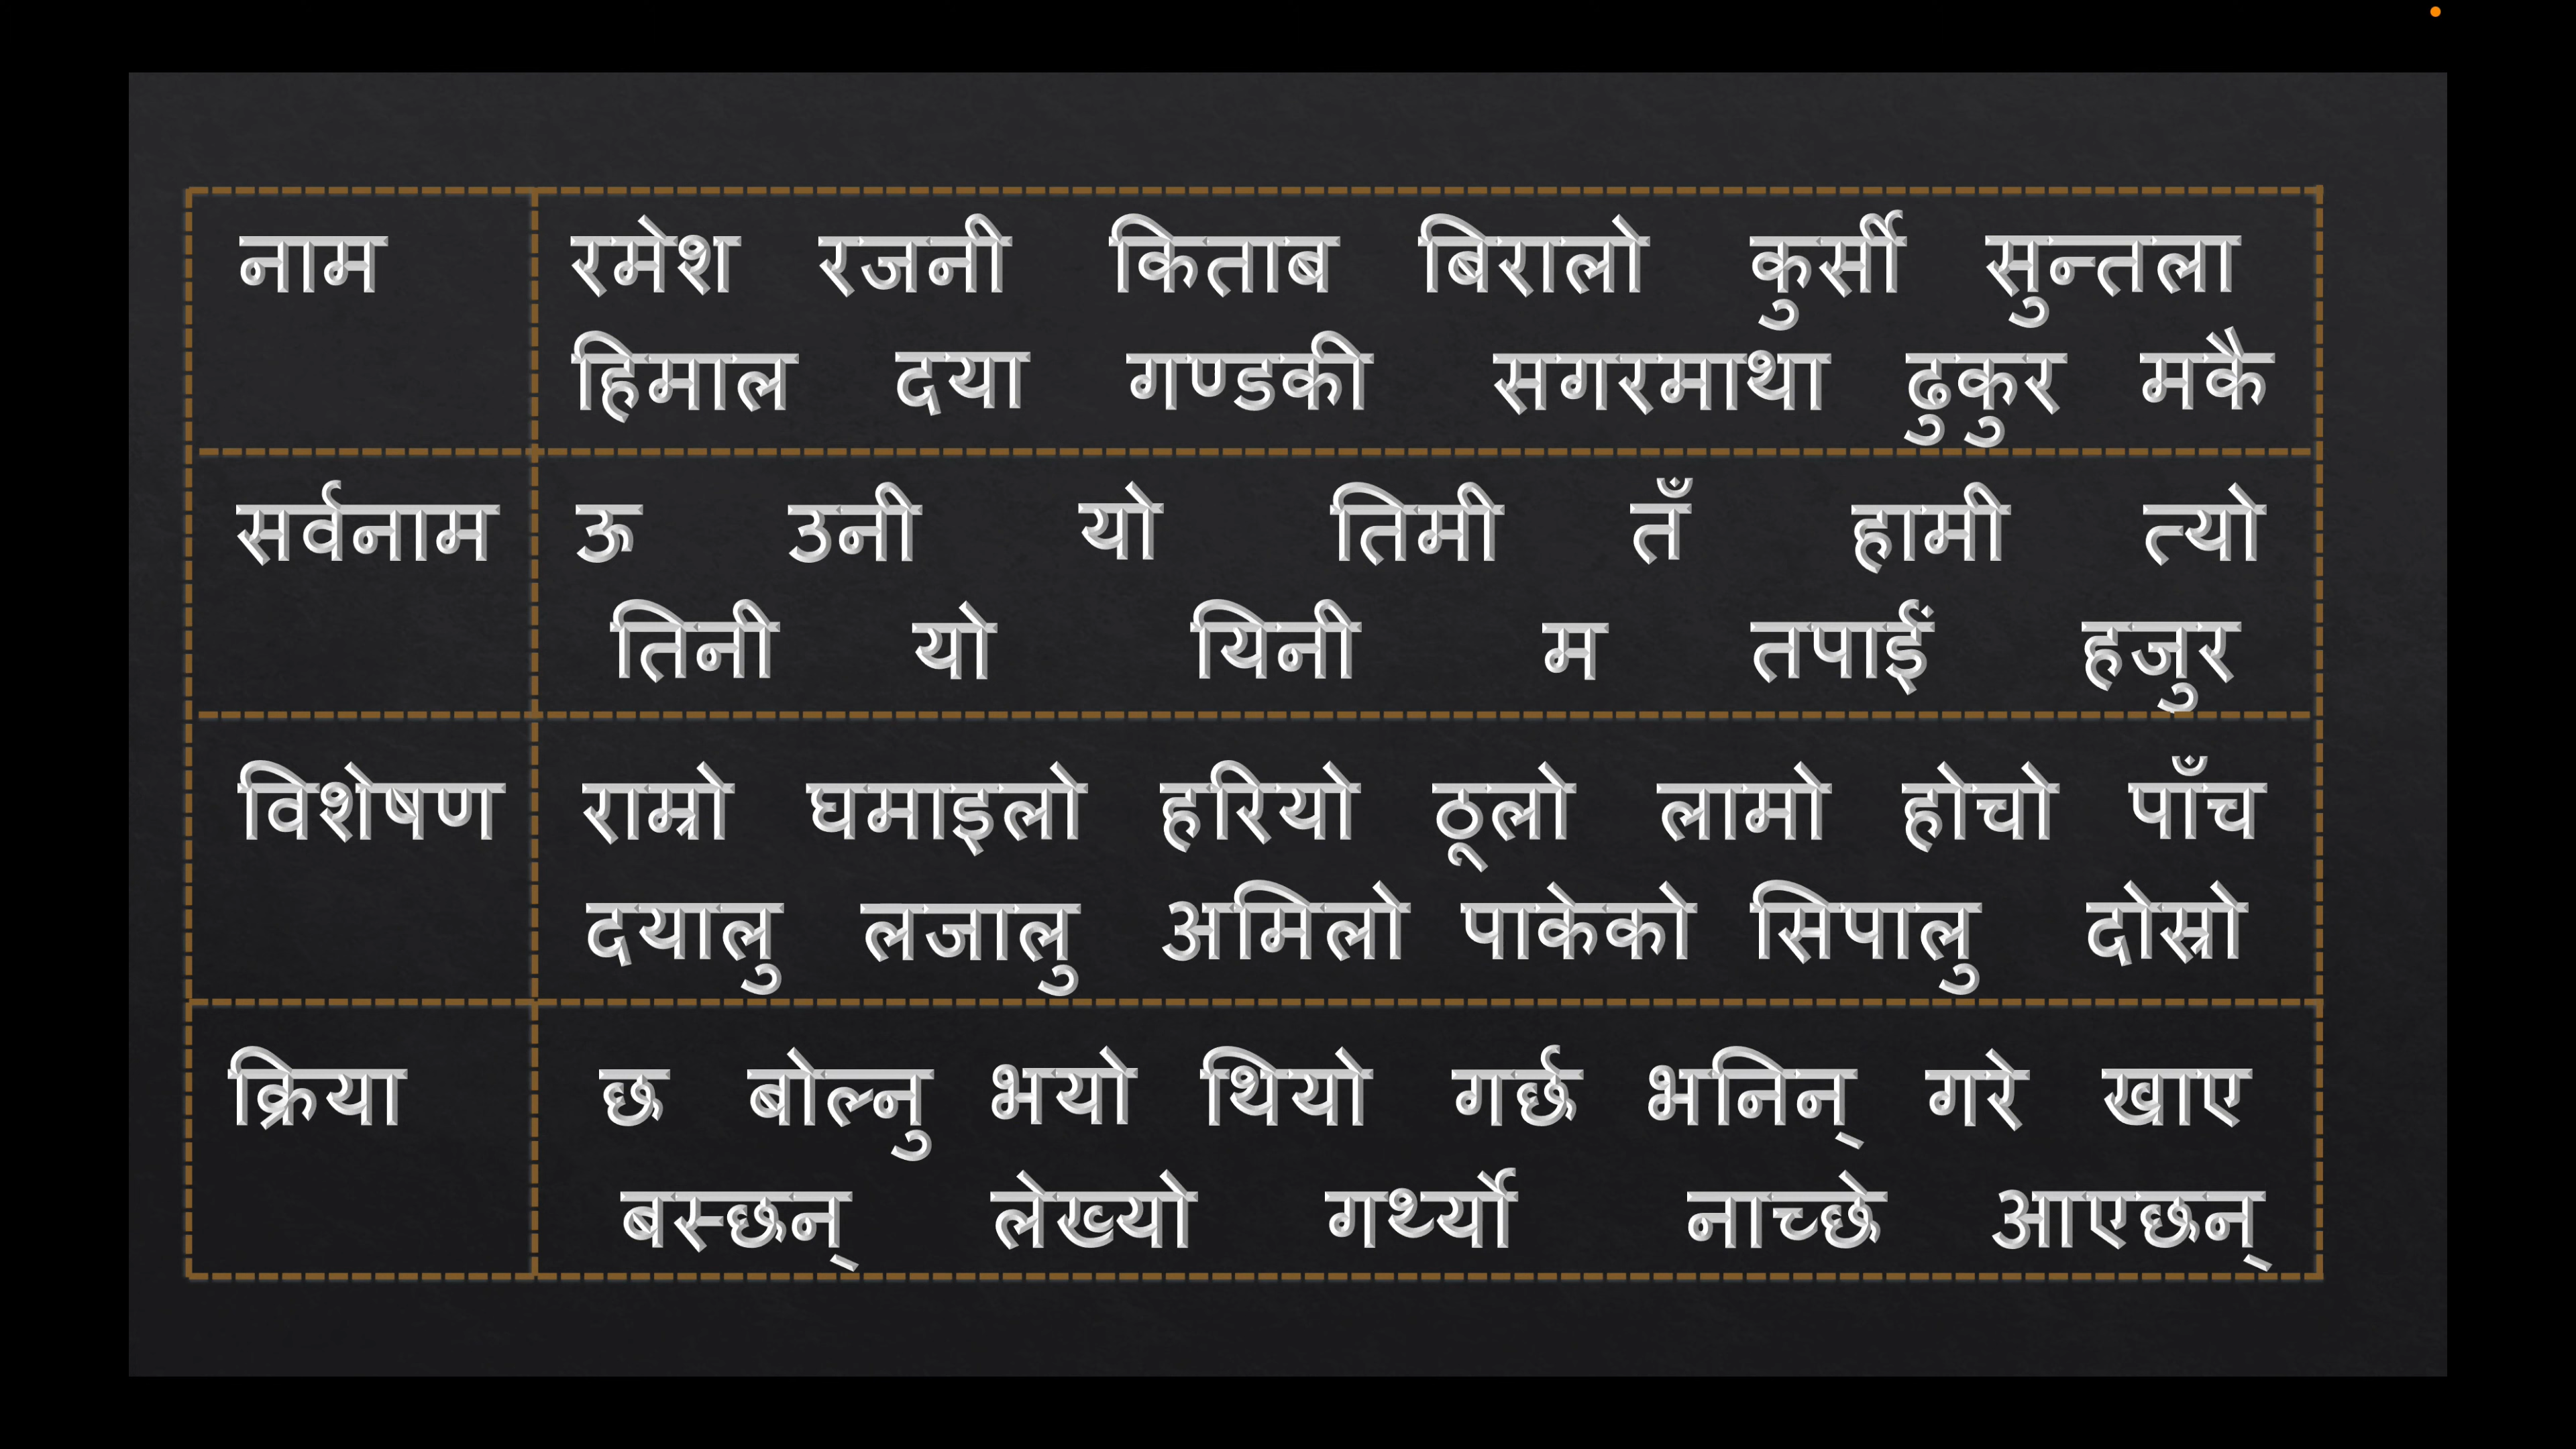 नाम रमेश रजनी किताब बिरालो कुर्सी सुन्तला
हिमाल दया गण्डकी सगरमाथा ढुकुर मकै
सर्वनाम ऊ उनी यो तिमी तँ हामी त्यो
तिनी यो यिनी म तपाईं हजुर
विशेषण राम्रो घमाइलो हरियो ठूलो लामो होचो पाँच
दयालु लजालु अमिलो पाकेको सिपालु दोस्रो
क्रिया छ बोल्नु भयो थियो गर्छ भनिन् गरे खाए
बस्छन् लेख्यो गर्थ्यो नाच्छे आएछन्